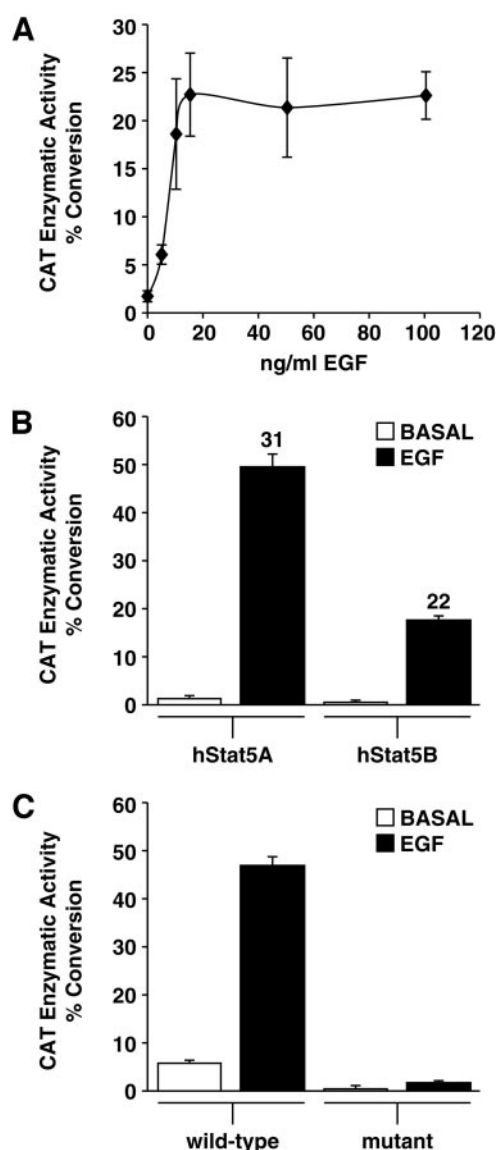 A
CAT Enzymatic Activity
% Conversion
30
25
20
15
10
5
0
0 20 40 60 80 100 120
ng/ml EGF
B
CAT Enzymatic Activity
% Conversion
60
50
40
30
20
10
0
BASAL
EGF
31
22
hStat5A hStat5B
C
CAT Enzymatic Activity
% Conversion
60
50
40
30
20
10
0
BASAL
EGF
wild-type mutant